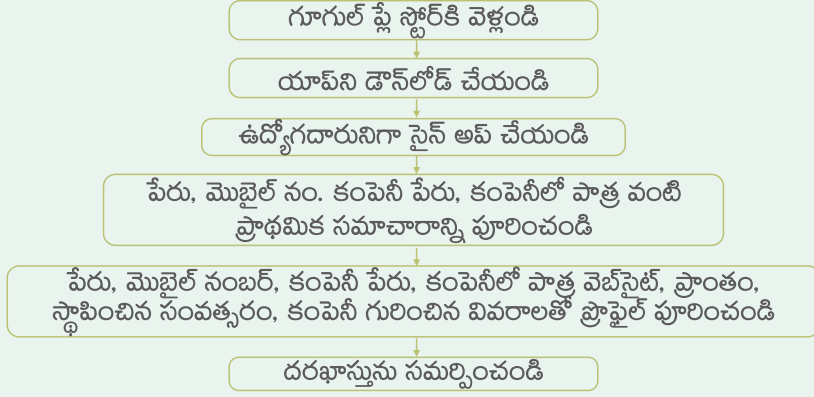 గూగుల్ ప్లే స్టోర్‌కి వెళ్లండి
యాప్‌ని డౌన్‌లోడ్ చేయండి
ఉద్యోగదారునిగా సైన్ అప్ చేయండి
పేరు, మొబైల్ నం. కంపెనీ పేరు, కంపెనీలో పాత్ర వంటి
ప్రాథమిక సమాచారాన్ని పూరించండి
పేరు, మొబైల్ నంబర్, కంపెనీ పేరు, కంపెనీలో పాత్ర వెబ్‌సైట్, ప్రాంతం,
స్థాపించిన సంవత్సరం, కంపెనీ గురించిన వివరాలతో ప్రొఫైల్ పూరించండి
దరఖాస్తును సమర్పించండి